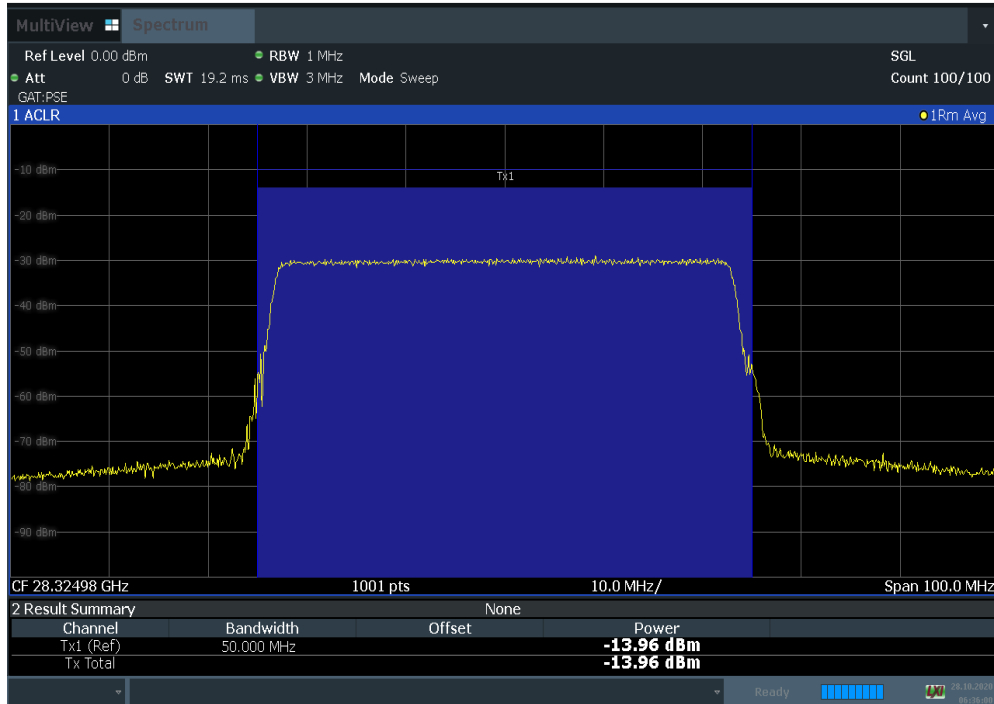 MultiView Spectrum
Ref Level 0.00 dBm RBW 1 MHz SGL
Att 0 dB SWT 19.2 ms VBW 3 MHz Mode Sweep Count 100/100
GAT:PSE
1 ACLR 1Rm Avg
-10 dBm
Tx1
-20 dBm
-30 dBm
-40 dBm
-50 dBm
-60 dBm
-70 dBm
-80 dBm
-90 dBm
CF 28.32498 GHz 1001 pts 10.0 MHz/ Span 100.0 MHz
2 Result Summary None
Channel Bandwidth Offset Power
Tx1 (Ref) 50.000 MHz -13.96 dBm
Tx Total -13.96 dBm
Ready LXI 28.10.2020
06:36:00